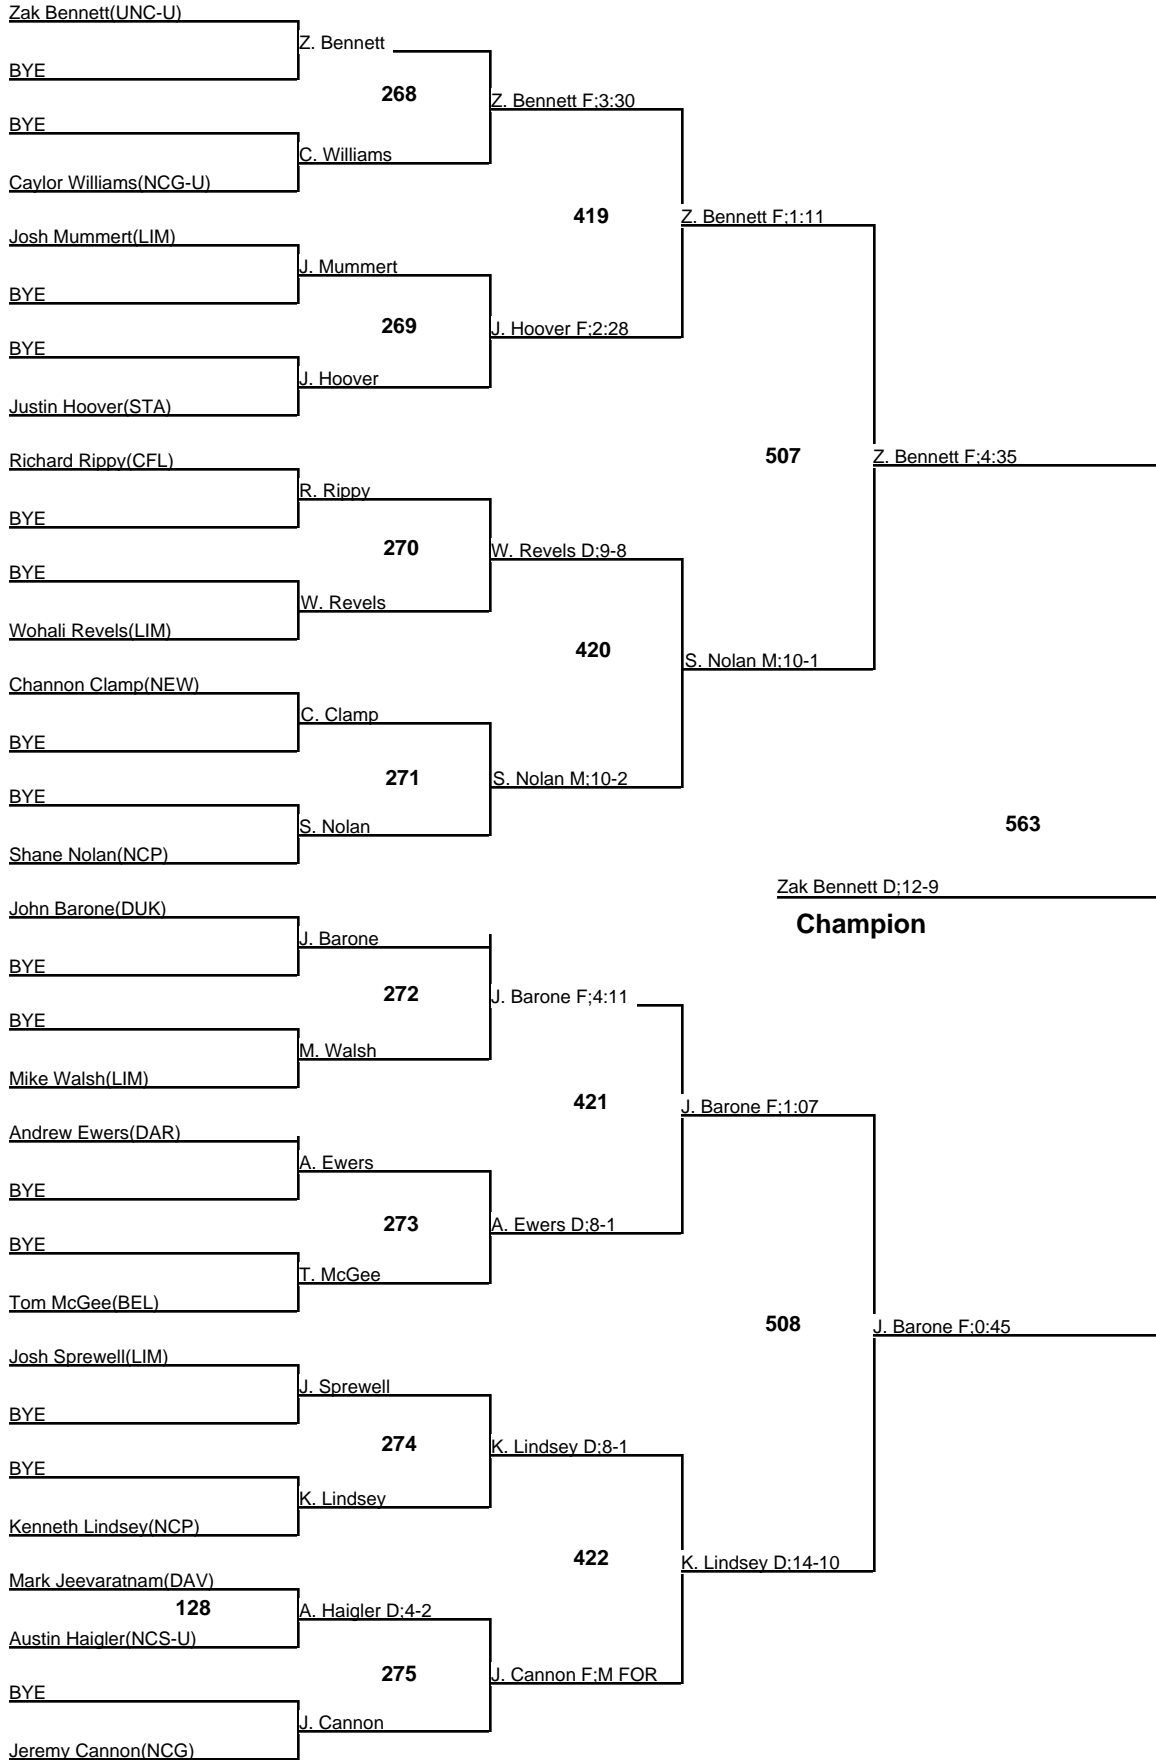 Zak Bennett(UNC-U)
Z. Bennett
BYE
268
Z. Bennett F;3:30
BYE
C. Williams
Caylor Williams(NCG-U)
419
Z. Bennett F;1:11
Josh Mummert(LIM)
J. Mummert
BYE
269
J. Hoover F;2:28
BYE
J. Hoover
Justin Hoover(STA)
507
Z. Bennett F;4:35
Richard Rippy(CFL)
R. Rippy
BYE
270
W. Revels D;9-8
BYE
W. Revels
Wohali Revels(LIM)
420
S. Nolan M;10-1
Channon Clamp(NEW)
C. Clamp
BYE
271
S. Nolan M;10-2
BYE
S. Nolan
Shane Nolan(NCP)
563
Zak Bennett D;12-9
Champion
John Barone(DUK)
J. Barone
BYE
272
J. Barone F;4:11
BYE
M. Walsh
Mike Walsh(LIM)
421
J. Barone F;1:07
Andrew Ewers(DAR)
A. Ewers
BYE
273
A. Ewers D;8-1
BYE
T. McGee
Tom McGee(BEL)
508
J. Barone F;0:45
Josh Sprewell(LIM)
J. Sprewell
BYE
274
K. Lindsey D;8-1
BYE
K. Lindsey
Kenneth Lindsey(NCP)
422
K. Lindsey D;14-10
Mark Jeevaratnam(DAV)
128
A. Haigler D;4-2
Austin Haigler(NCS-U)
275
J. Cannon F;M FOR
BYE
J. Cannon
Jeremy Cannon(NCG)